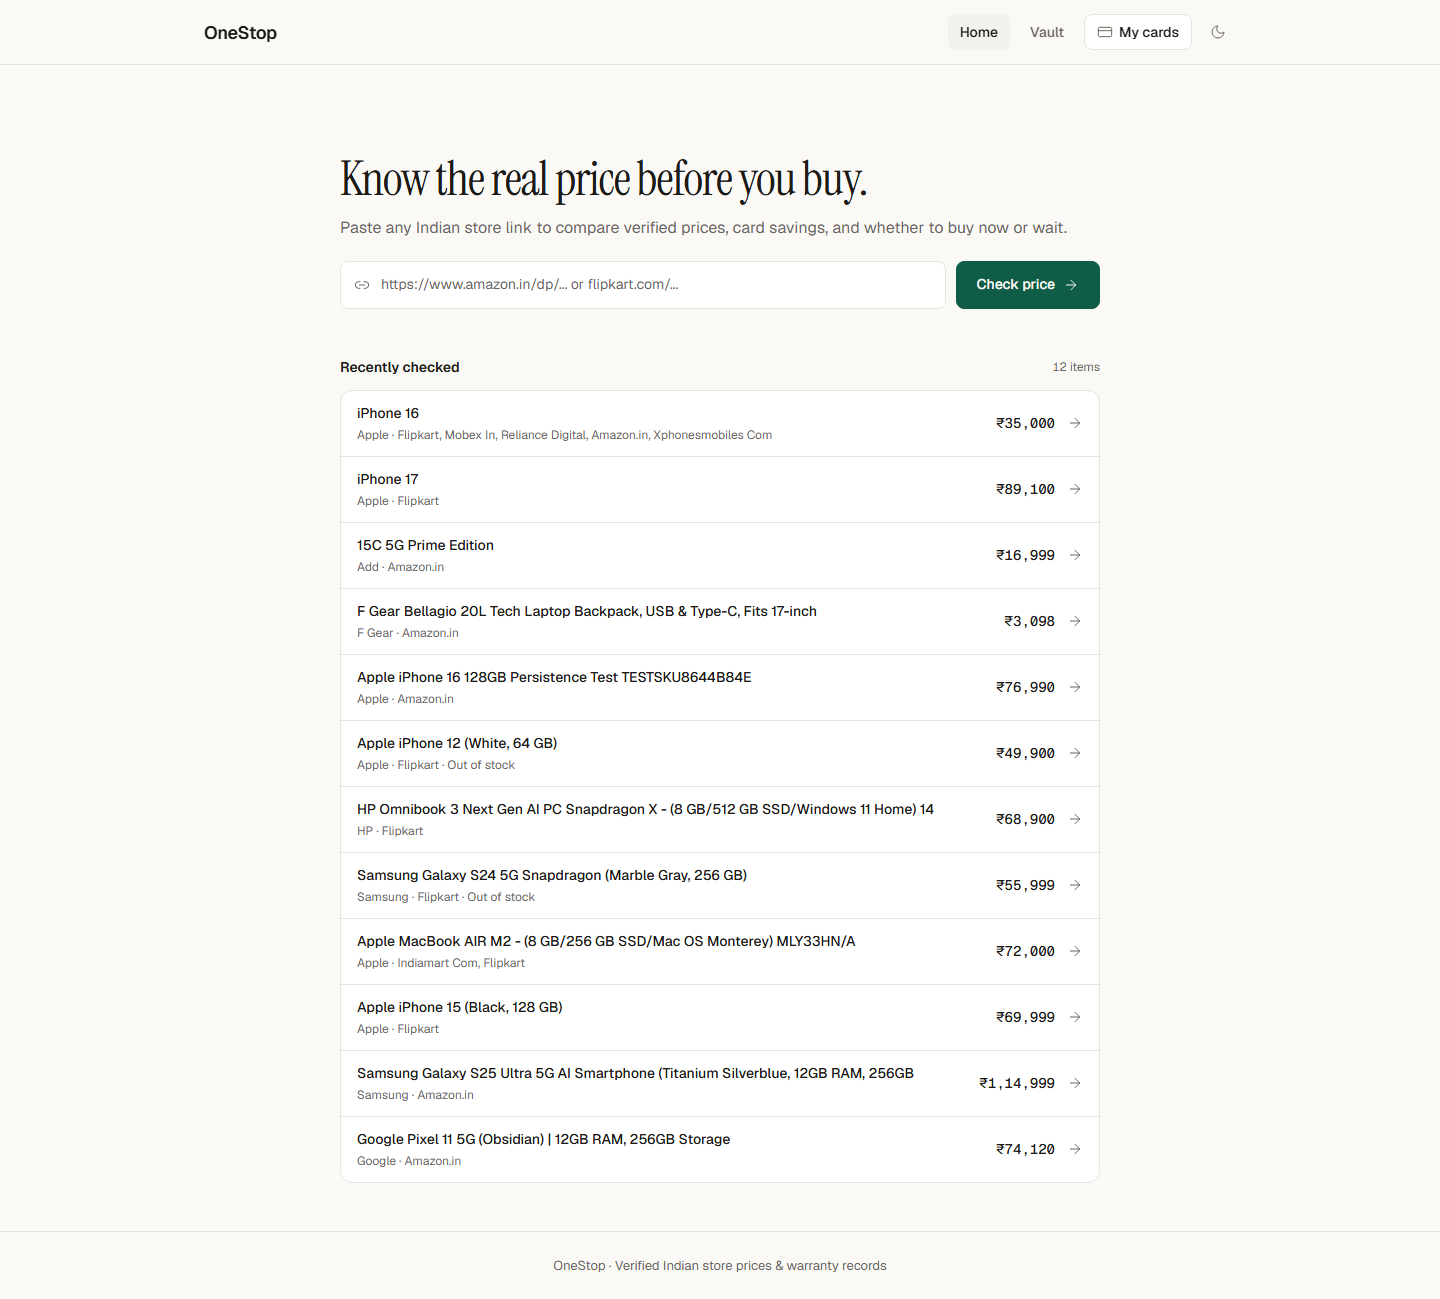 OneStop
Home
Vault
My cards
Know the real price before you buy.
Paste any Indian store link to compare verified prices, card savings, and whether to buy now or wait.
https://www.amazon.in/dp/... or flipkart.com/...
Check price
Recently checked
12 items
iPhone 16
Apple · Flipkart, Mobex In, Reliance Digital, Amazon.in, Xphonesmobiles Com
₹35,000
iPhone 17
Apple · Flipkart
₹89,100
15C 5G Prime Edition
Add · Amazon.in
₹16,999
F Gear Bellagio 20L Tech Laptop Backpack, USB & Type-C, Fits 17-inch
F Gear · Amazon.in
₹3,098
Apple iPhone 16 128GB Persistence Test TESTSKU8644B84E
Apple · Amazon.in
₹76,990
Apple iPhone 12 (White, 64 GB)
Apple · Flipkart · Out of stock
₹49,900
HP Omnibook 3 Next Gen AI PC Snapdragon X - (8 GB/512 GB SSD/Windows 11 Home) 14
HP · Flipkart
₹68,900
Samsung Galaxy S24 5G Snapdragon (Marble Gray, 256 GB)
Samsung · Flipkart · Out of stock
₹55,999
Apple MacBook AIR M2 - (8 GB/256 GB SSD/Mac OS Monterey) MLY33HN/A
Apple · Indiamart Com, Flipkart
₹72,000
Apple iPhone 15 (Black, 128 GB)
Apple · Flipkart
₹69,999
Samsung Galaxy S25 Ultra 5G AI Smartphone (Titanium Silverblue, 12GB RAM, 256GB
Samsung · Amazon.in
₹1,14,999
Google Pixel 11 5G (Obsidian) | 12GB RAM, 256GB Storage
Google · Amazon.in
₹74,120
OneStop · Verified Indian store prices & warranty records